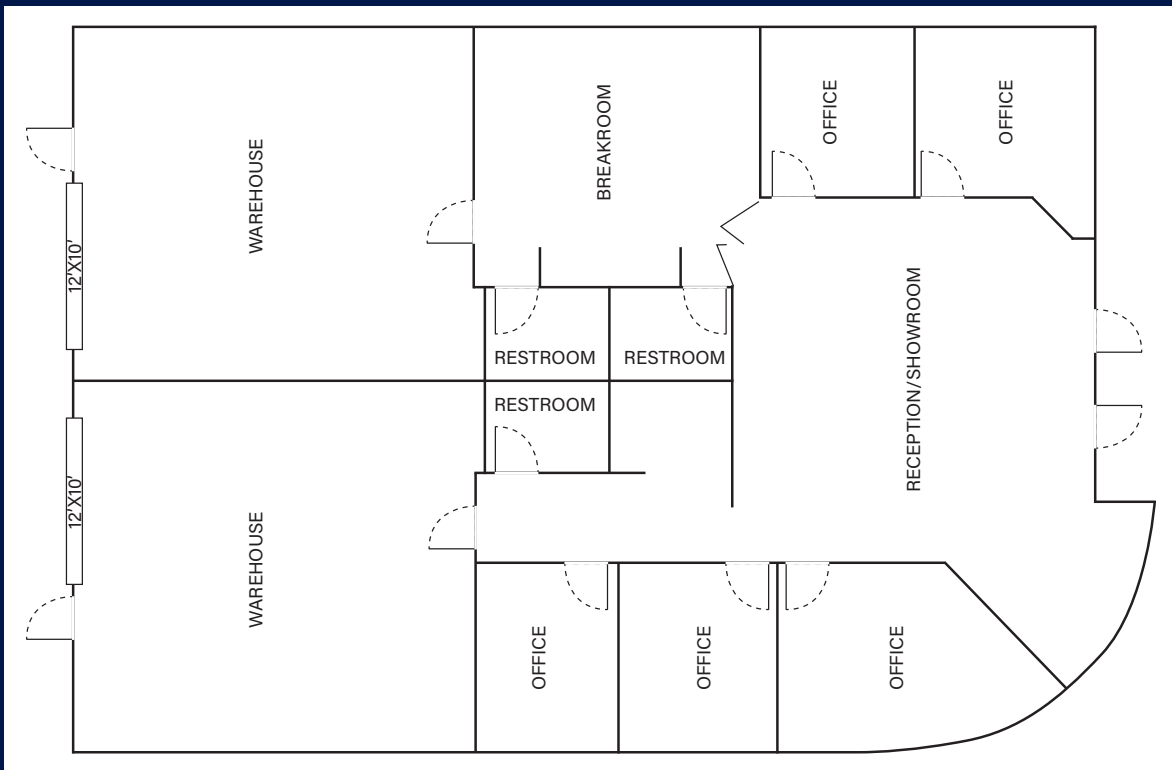 OFFICE
OFFICE
BREAKROOM
WAREHOUSE
12'X10'
RECEPTION/SHOWROOM
RESTROOM
RESTROOM
RESTROOM
12'X10'
WAREHOUSE
OFFICE
OFFICE
OFFICE